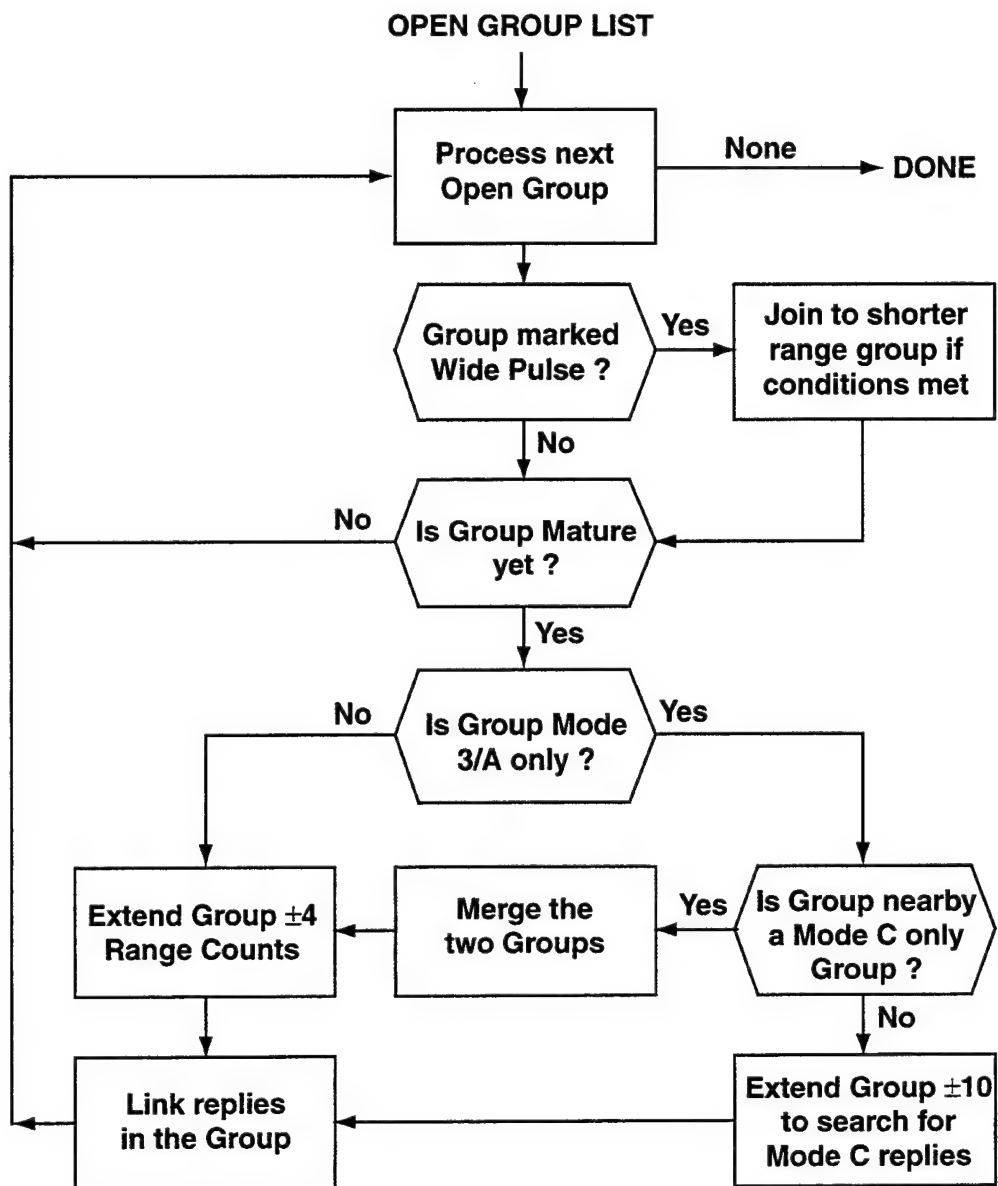 OPEN GROUP LIST
Process next
Open Group
None
DONE
Group marked
Wide Pulse ?
Yes
Join to shorter
range group if
conditions met
No
No
Is Group Mature
yet ?
Yes
No
Is Group Mode
3/A only ?
Yes
Extend Group ±4
Range Counts
Merge the
two Groups
Yes
Is Group nearby
a Mode C only
Group ?
No
Link replies
in the Group
Extend Group ±10
to search for
Mode C replies